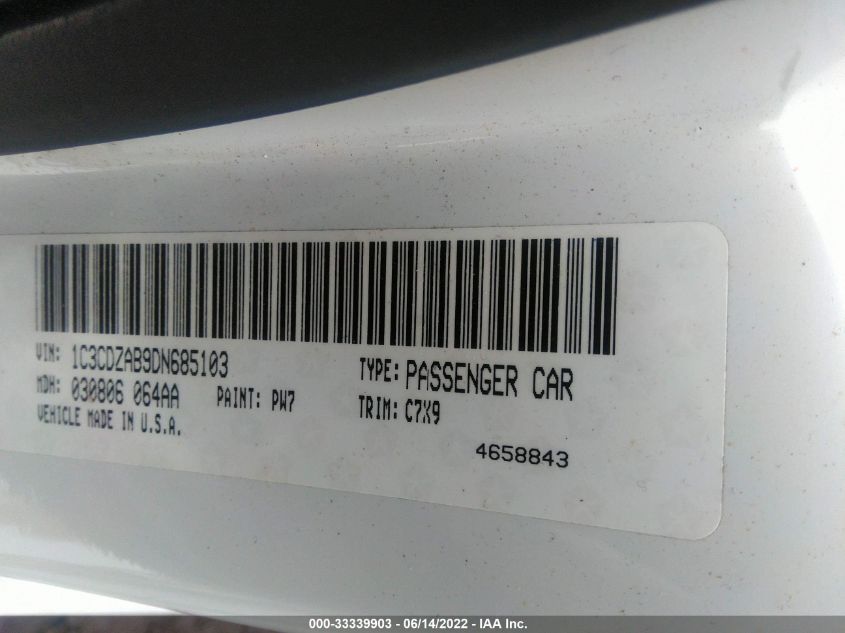 VIN: 1C3CDZAB9DN685103
TYPE: PASSENGER CAR
MDH: 030806 064AA
PAINT: PW7
TRIM: C7X9
VEHICLE MADE IN U.S.A.
4658843
000-33339903 - 06/14/2022 - IAA Inc.